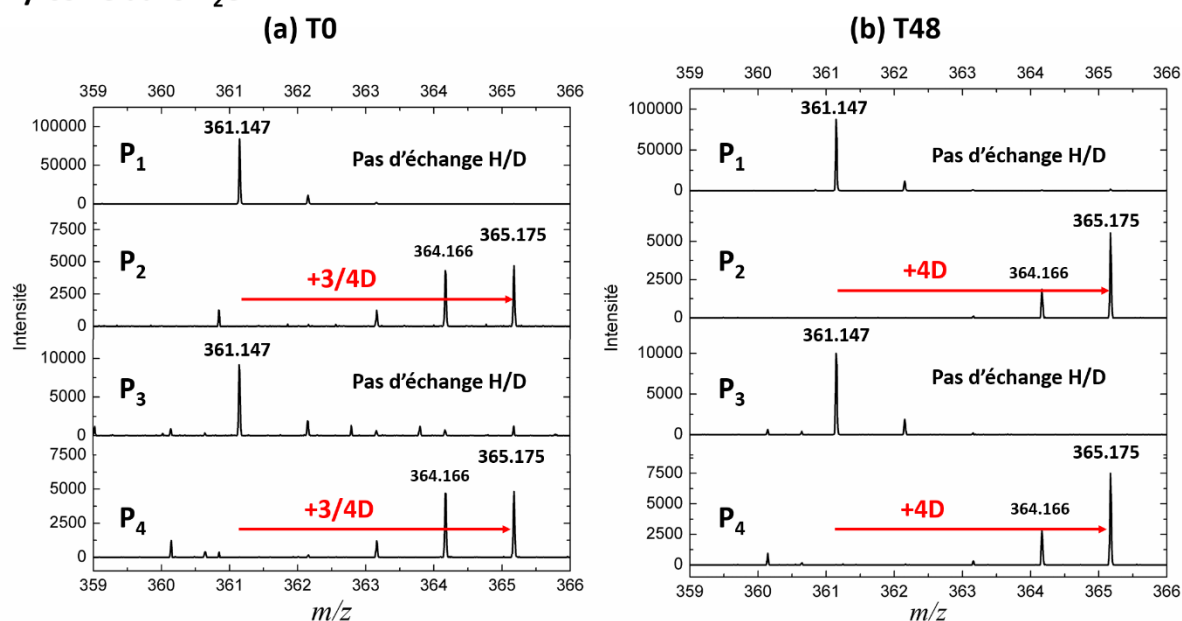 (a) T0
359 360 361 362 363 364 365 366
100000
50000
0
P1
361.147
Pas d'échange H/D
7500
5000
2500
0
P2
+3/4D
364.166
365.175
10000
5000
0
P3
361.147
Pas d'échange H/D
7500
5000
2500
0
P4
+3/4D
364.166
365.175
Intensité
359 360 361 362 363 364 365 366
m/z
(b) T48
359 360 361 362 363 364 365 366
100000
50000
0
P1
361.147
Pas d'échange H/D
5000
2500
0
P2
+4D
364.166
365.175
10000
5000
0
P3
361.147
Pas d'échange H/D
7500
5000
2500
0
P4
+4D
364.166
365.175
Intensité
359 360 361 362 363 364 365 366
m/z